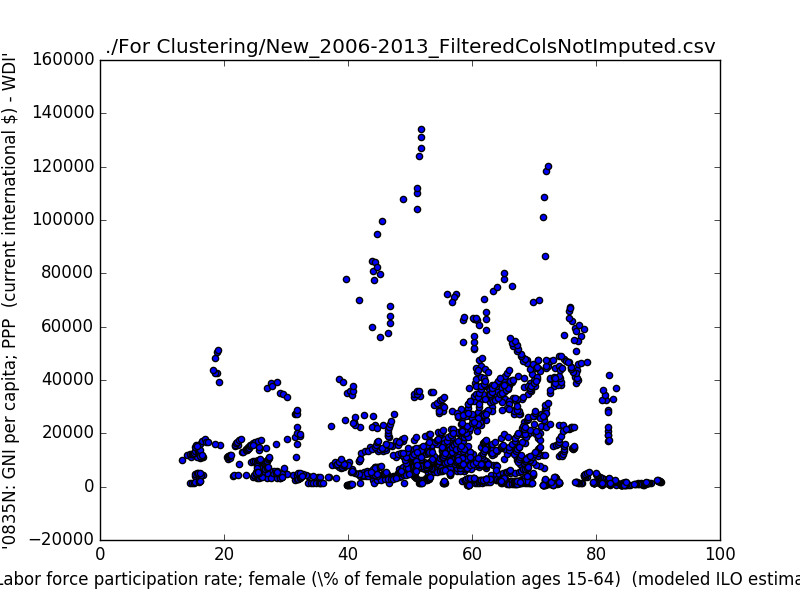 ./For Clustering/New_2006-2013_FilteredColsNotImputed.csv
'0835N: GNI per capita; PPP (current international $) - WDI'
160000
140000
120000
100000
80000
60000
40000
20000
0
−20000
0 20 40 60 80 100
Labor force participation rate; female (\% of female population ages 15-64) (modeled ILO estima